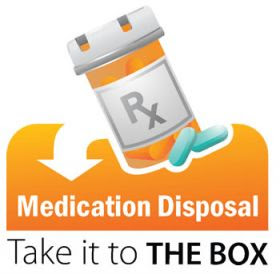 Rx
Medication Disposal
Take it to THE BOX